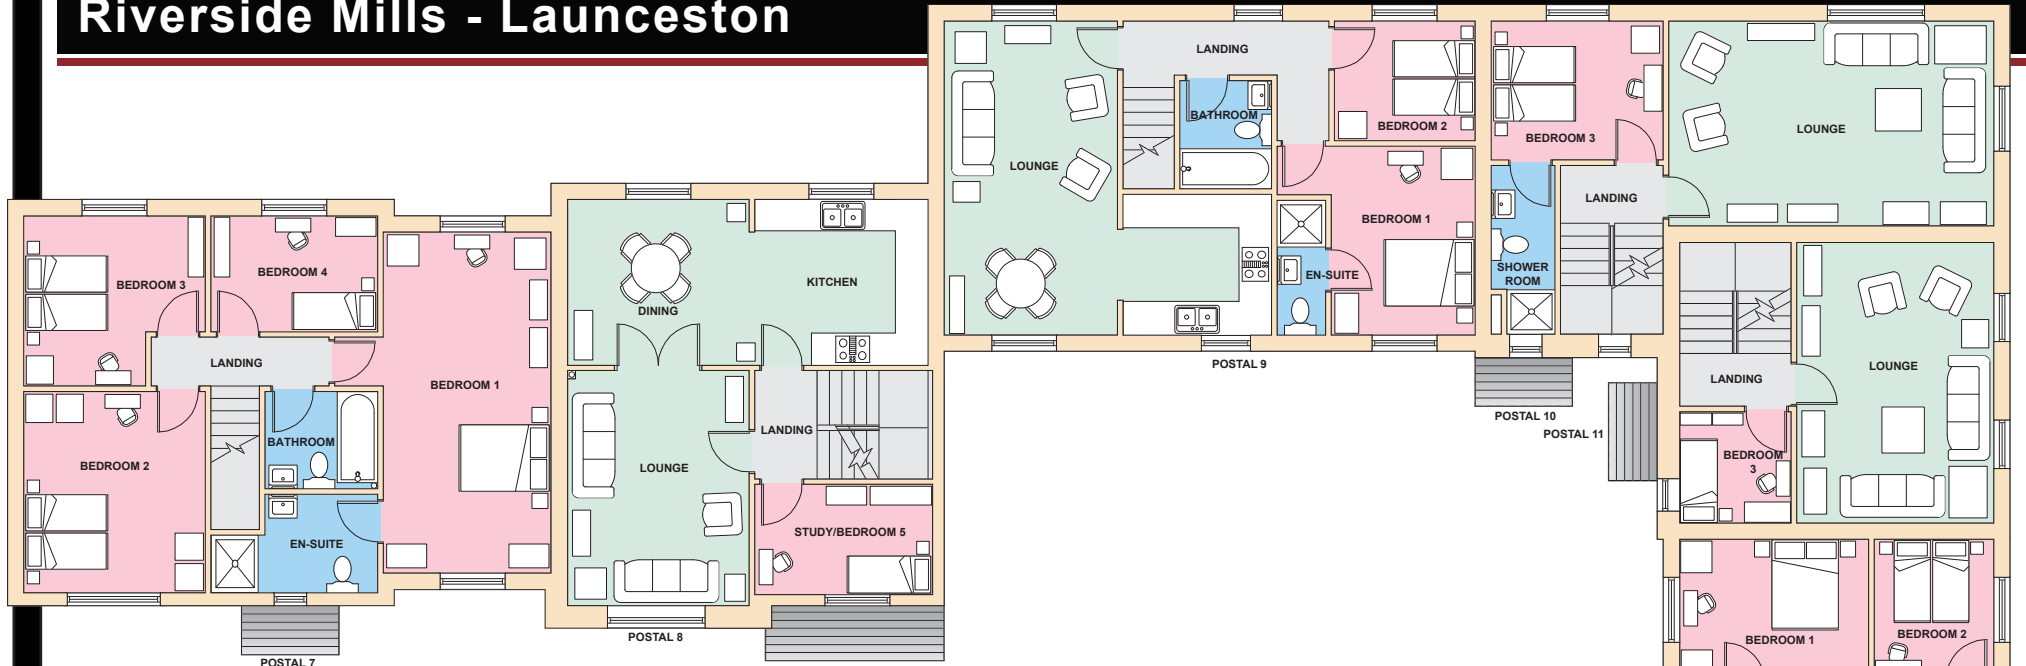 Riverside Mills - Launceston
LANDING
BEDROOM 2
BATHROOM
LOUNGE
BEDROOM 1
EN-SUITE
POSTAL 9
BEDROOM 3
LOUNGE
LANDING
SHOWER
ROOM
POSTAL 10
POSTAL 11
LANDING
LOUNGE
BEDROOM
3
BEDROOM 1
BEDROOM 2
BEDROOM 3
BEDROOM 4
LANDING
BEDROOM 1
BATHROOM
BEDROOM 2
EN-SUITE
POSTAL 7
KITCHEN
DINING
LANDING
LOUNGE
STUDY/BEDROOM 5
POSTAL 8